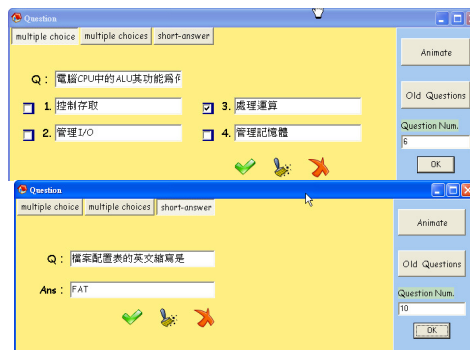 Question
multiple choice multiple choices short-answer
Animate
Q : 電腦CPU中的ALU其功能為
Old Questions
1. 控制存取
3. 處理運算
2. 管理I/O
4. 管理記憶體
Question Num.
6
OK
Question
multiple choice multiple choices short-answer
Animate
Q : 檔案配置表的英文縮寫是
Old Questions
Ans : FAT
Question Num.
10
OK